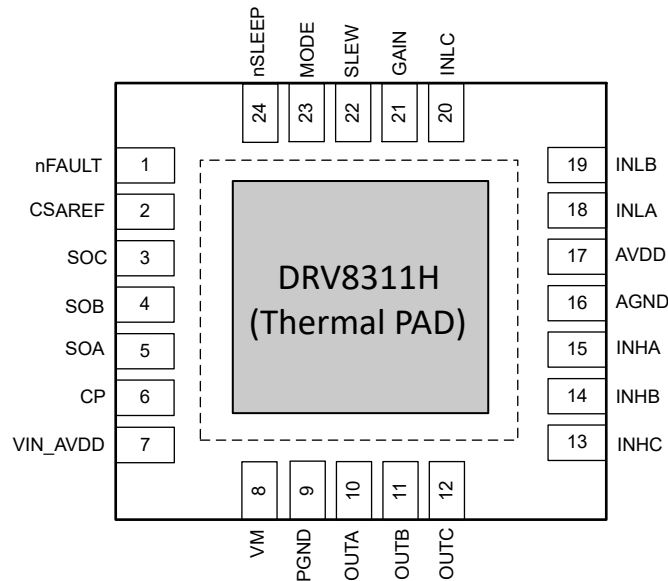 nSLEEP
MODE
SLEW
GAIN
INLC
24
23
22
21
20
nFAULT 1
CSAREF 2
SOC 3
SOB 4
SOA 5
CP 6
VIN_AVDD 7
DRV8311H
(Thermal PAD)
19 INLB
18 INLA
17 AVDD
16 AGND
15 INHA
14 INHB
13 INHC
8
9
10
11
12
VM
PGND
OUTA
OUTB
OUTC